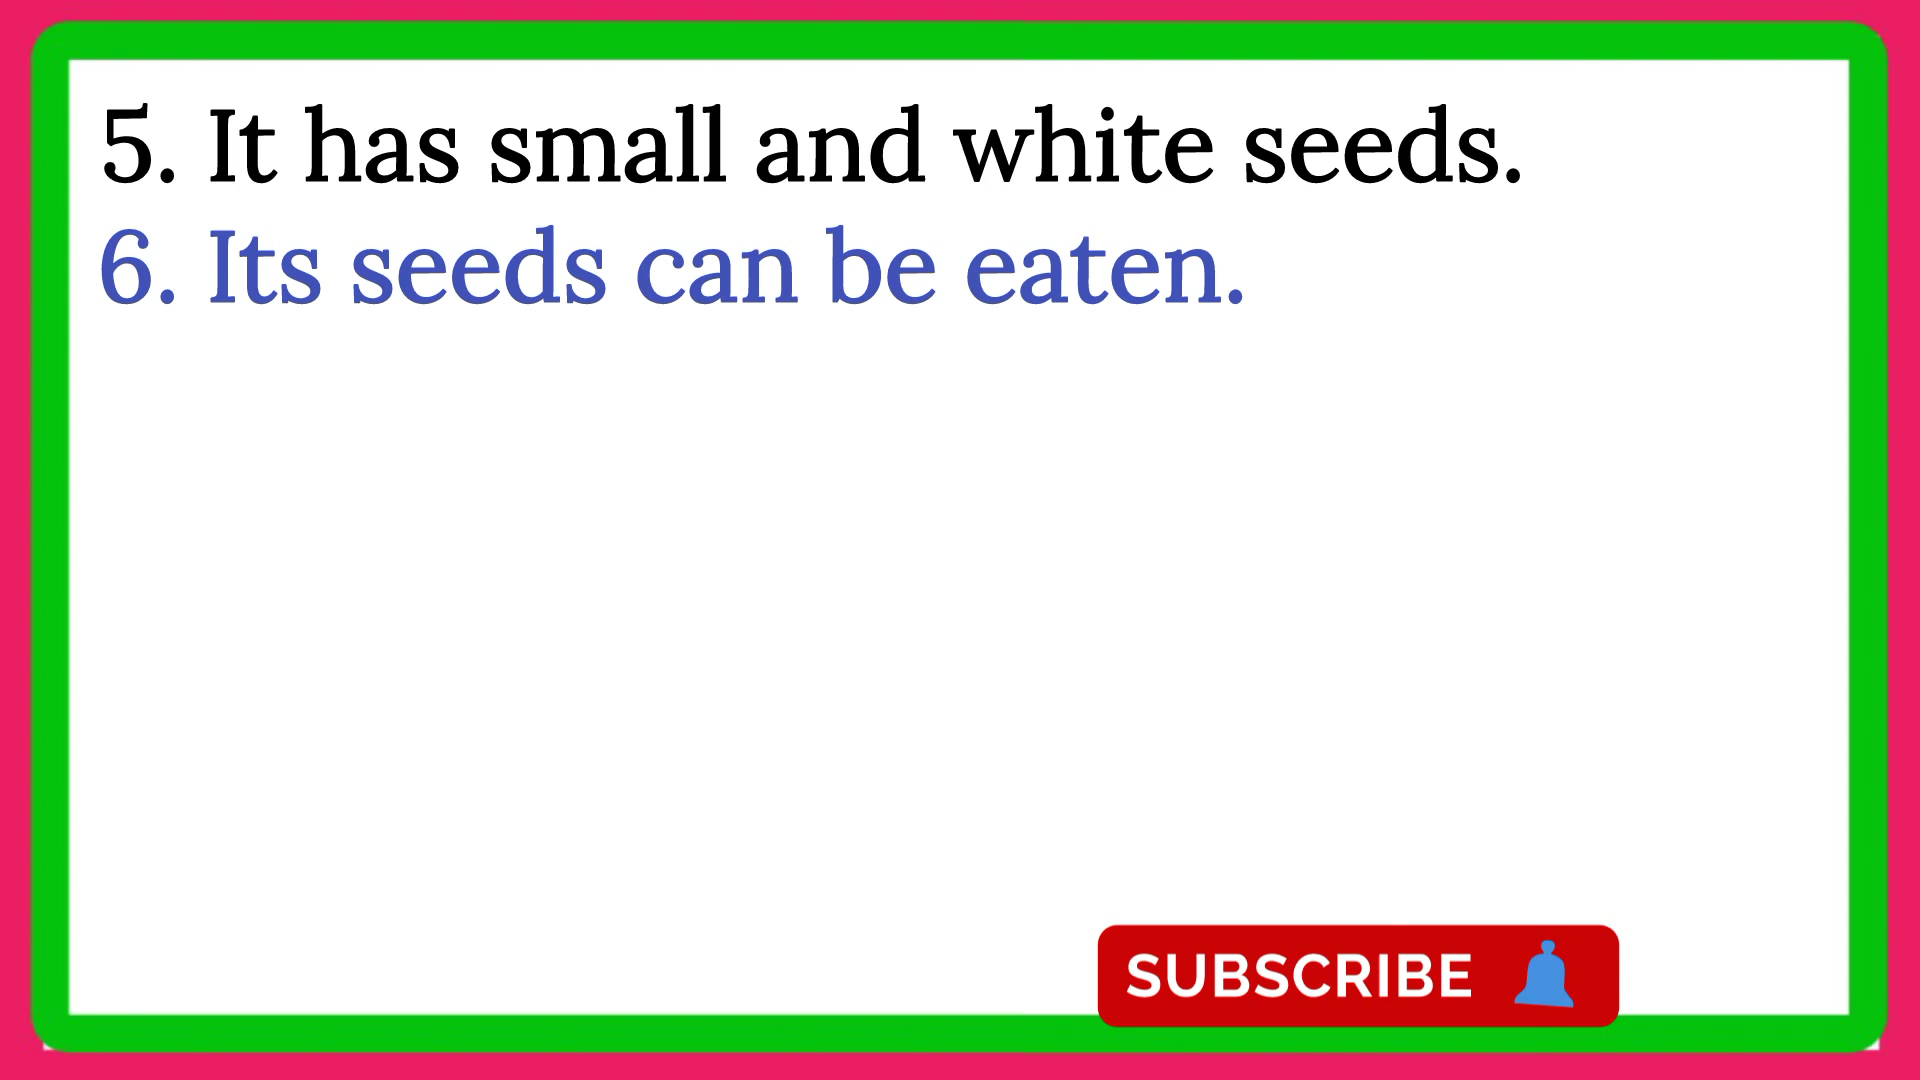 5. It has small and white seeds.
6. Its seeds can be eaten.
SUBSCRIBE